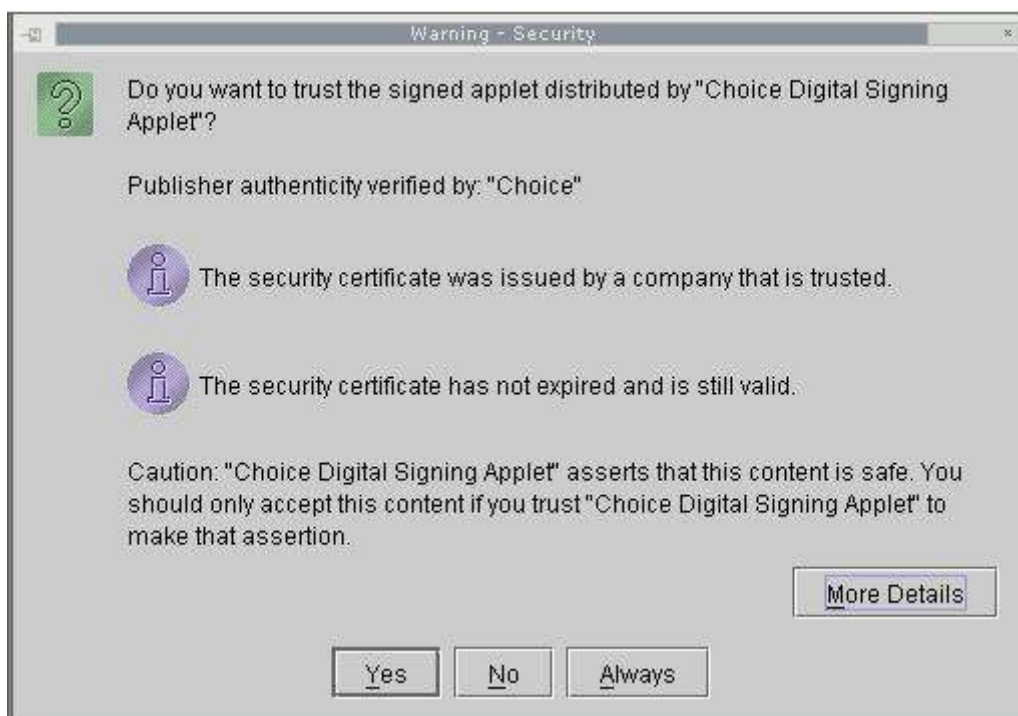 Warning - Security
Do you want to trust the signed applet distributed by "Choice Digital Signing
Applet"?
Publisher authenticity verified by: "Choice"
The security certificate was issued by a company that is trusted.
The security certificate has not expired and is still valid.
Caution: "Choice Digital Signing Applet" asserts that this content is safe. You
should only accept this content if you trust "Choice Digital Signing Applet" to
make that assertion.
More Details
Yes No Always